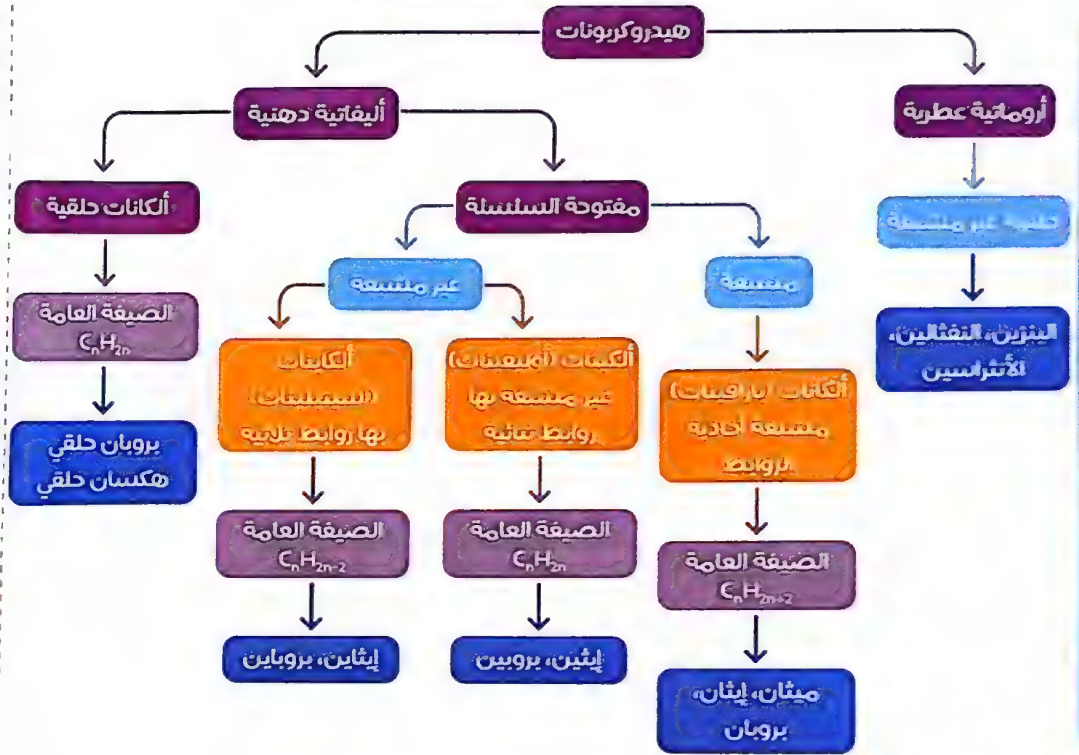 هيدروكربونات
أروماتية عطرية
أليفاتية دهنية
حلقية غير مشبعة
مفتوحة السلسلة
ألكانات حلقية
البنزين، النفثالين،
الأنثراسين
مشبعة
غير مشبعة
الصيغة العامة
CₙH₂ₙ
ألكانات (بارافينات)
مشبعة أحادية
الروابط
ألكينات (أوليفينات)
غير مشبعة بها
روابط ثنائية
ألكاينات
(أسيتيلينات)
بها روابط ثلاثية
بروبان حلقي
هكسان حلقي
الصيغة العامة
CₙH₂ₙ₊₂
الصيغة العامة
CₙH₂ₙ
الصيغة العامة
CₙH₂ₙ₋₂
ميثان، إيثان،
بروبان
إيثين، بروبين
إيثاين، بروباين